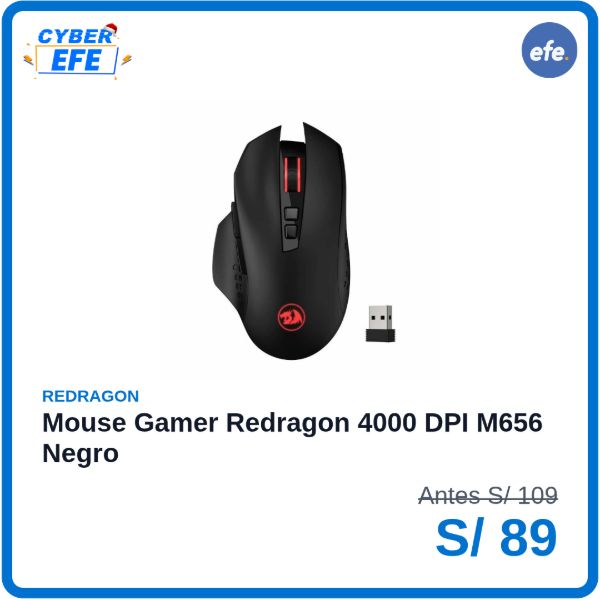 CYBER
EFE
efe.
REDRAGON
Mouse Gamer Redragon 4000 DPI M656
Negro
Antes S/ 109
S/ 89